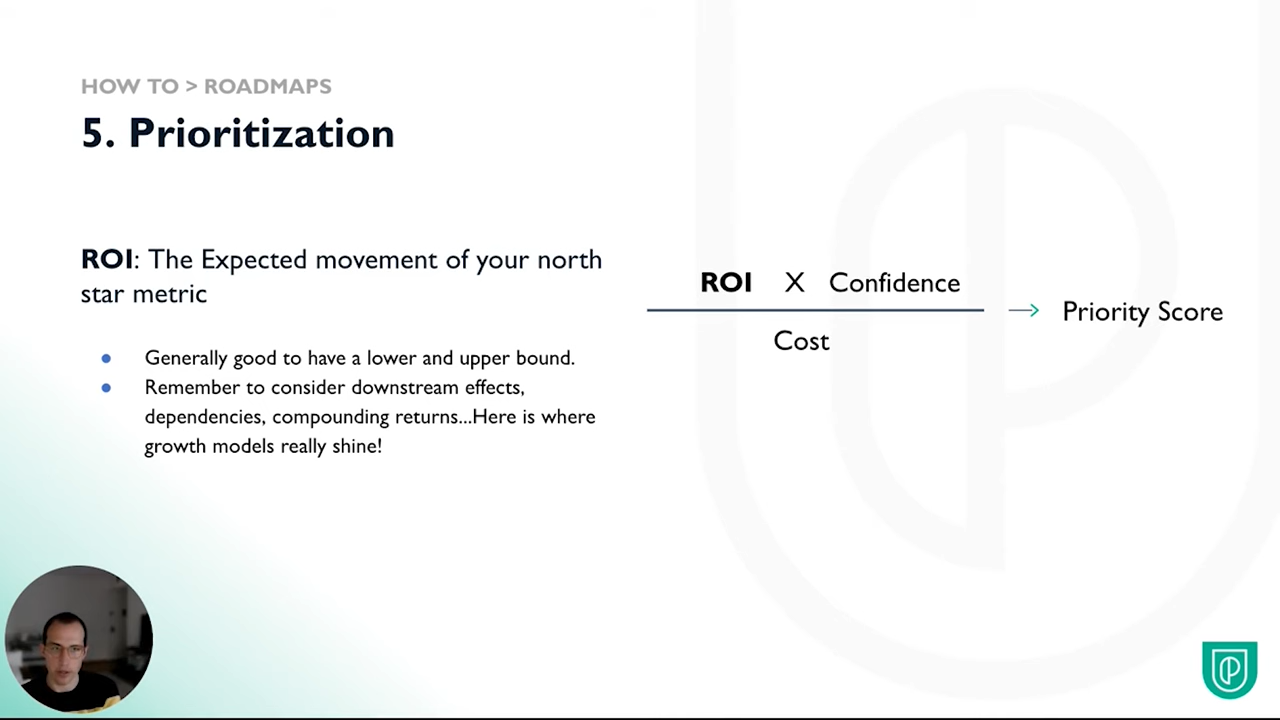 HOW TO > ROADMAPS
5. Prioritization
ROI: The Expected movement of your north
star metric
● Generally good to have a lower and upper bound.
● Remember to consider downstream effects,
dependencies, compounding returns...Here is where
growth models really shine!
ROI X Confidence
Cost
→ Priority Score